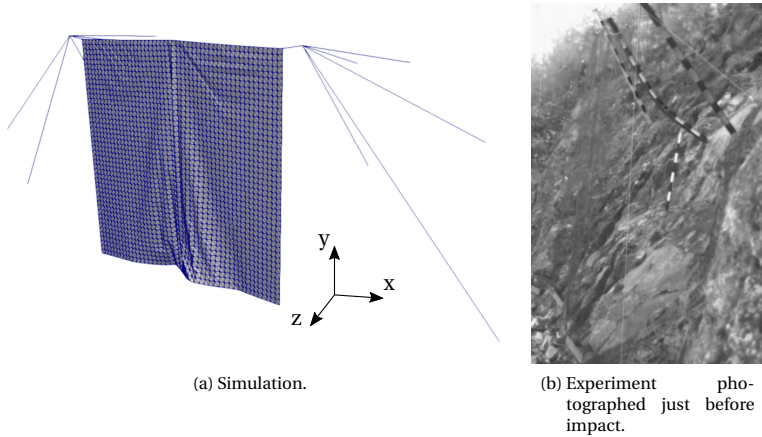 y
x
z
(a) Simulation.
(b) Experiment pho-
tographed just before
impact.